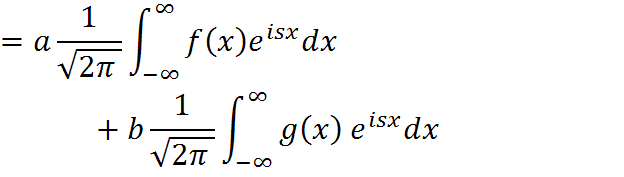 = a 1/√2π ∫_{-∞}^{∞} f(x)e^{isx}dx
+ b 1/√2π ∫_{-∞}^{∞} g(x) e^{isx}dx